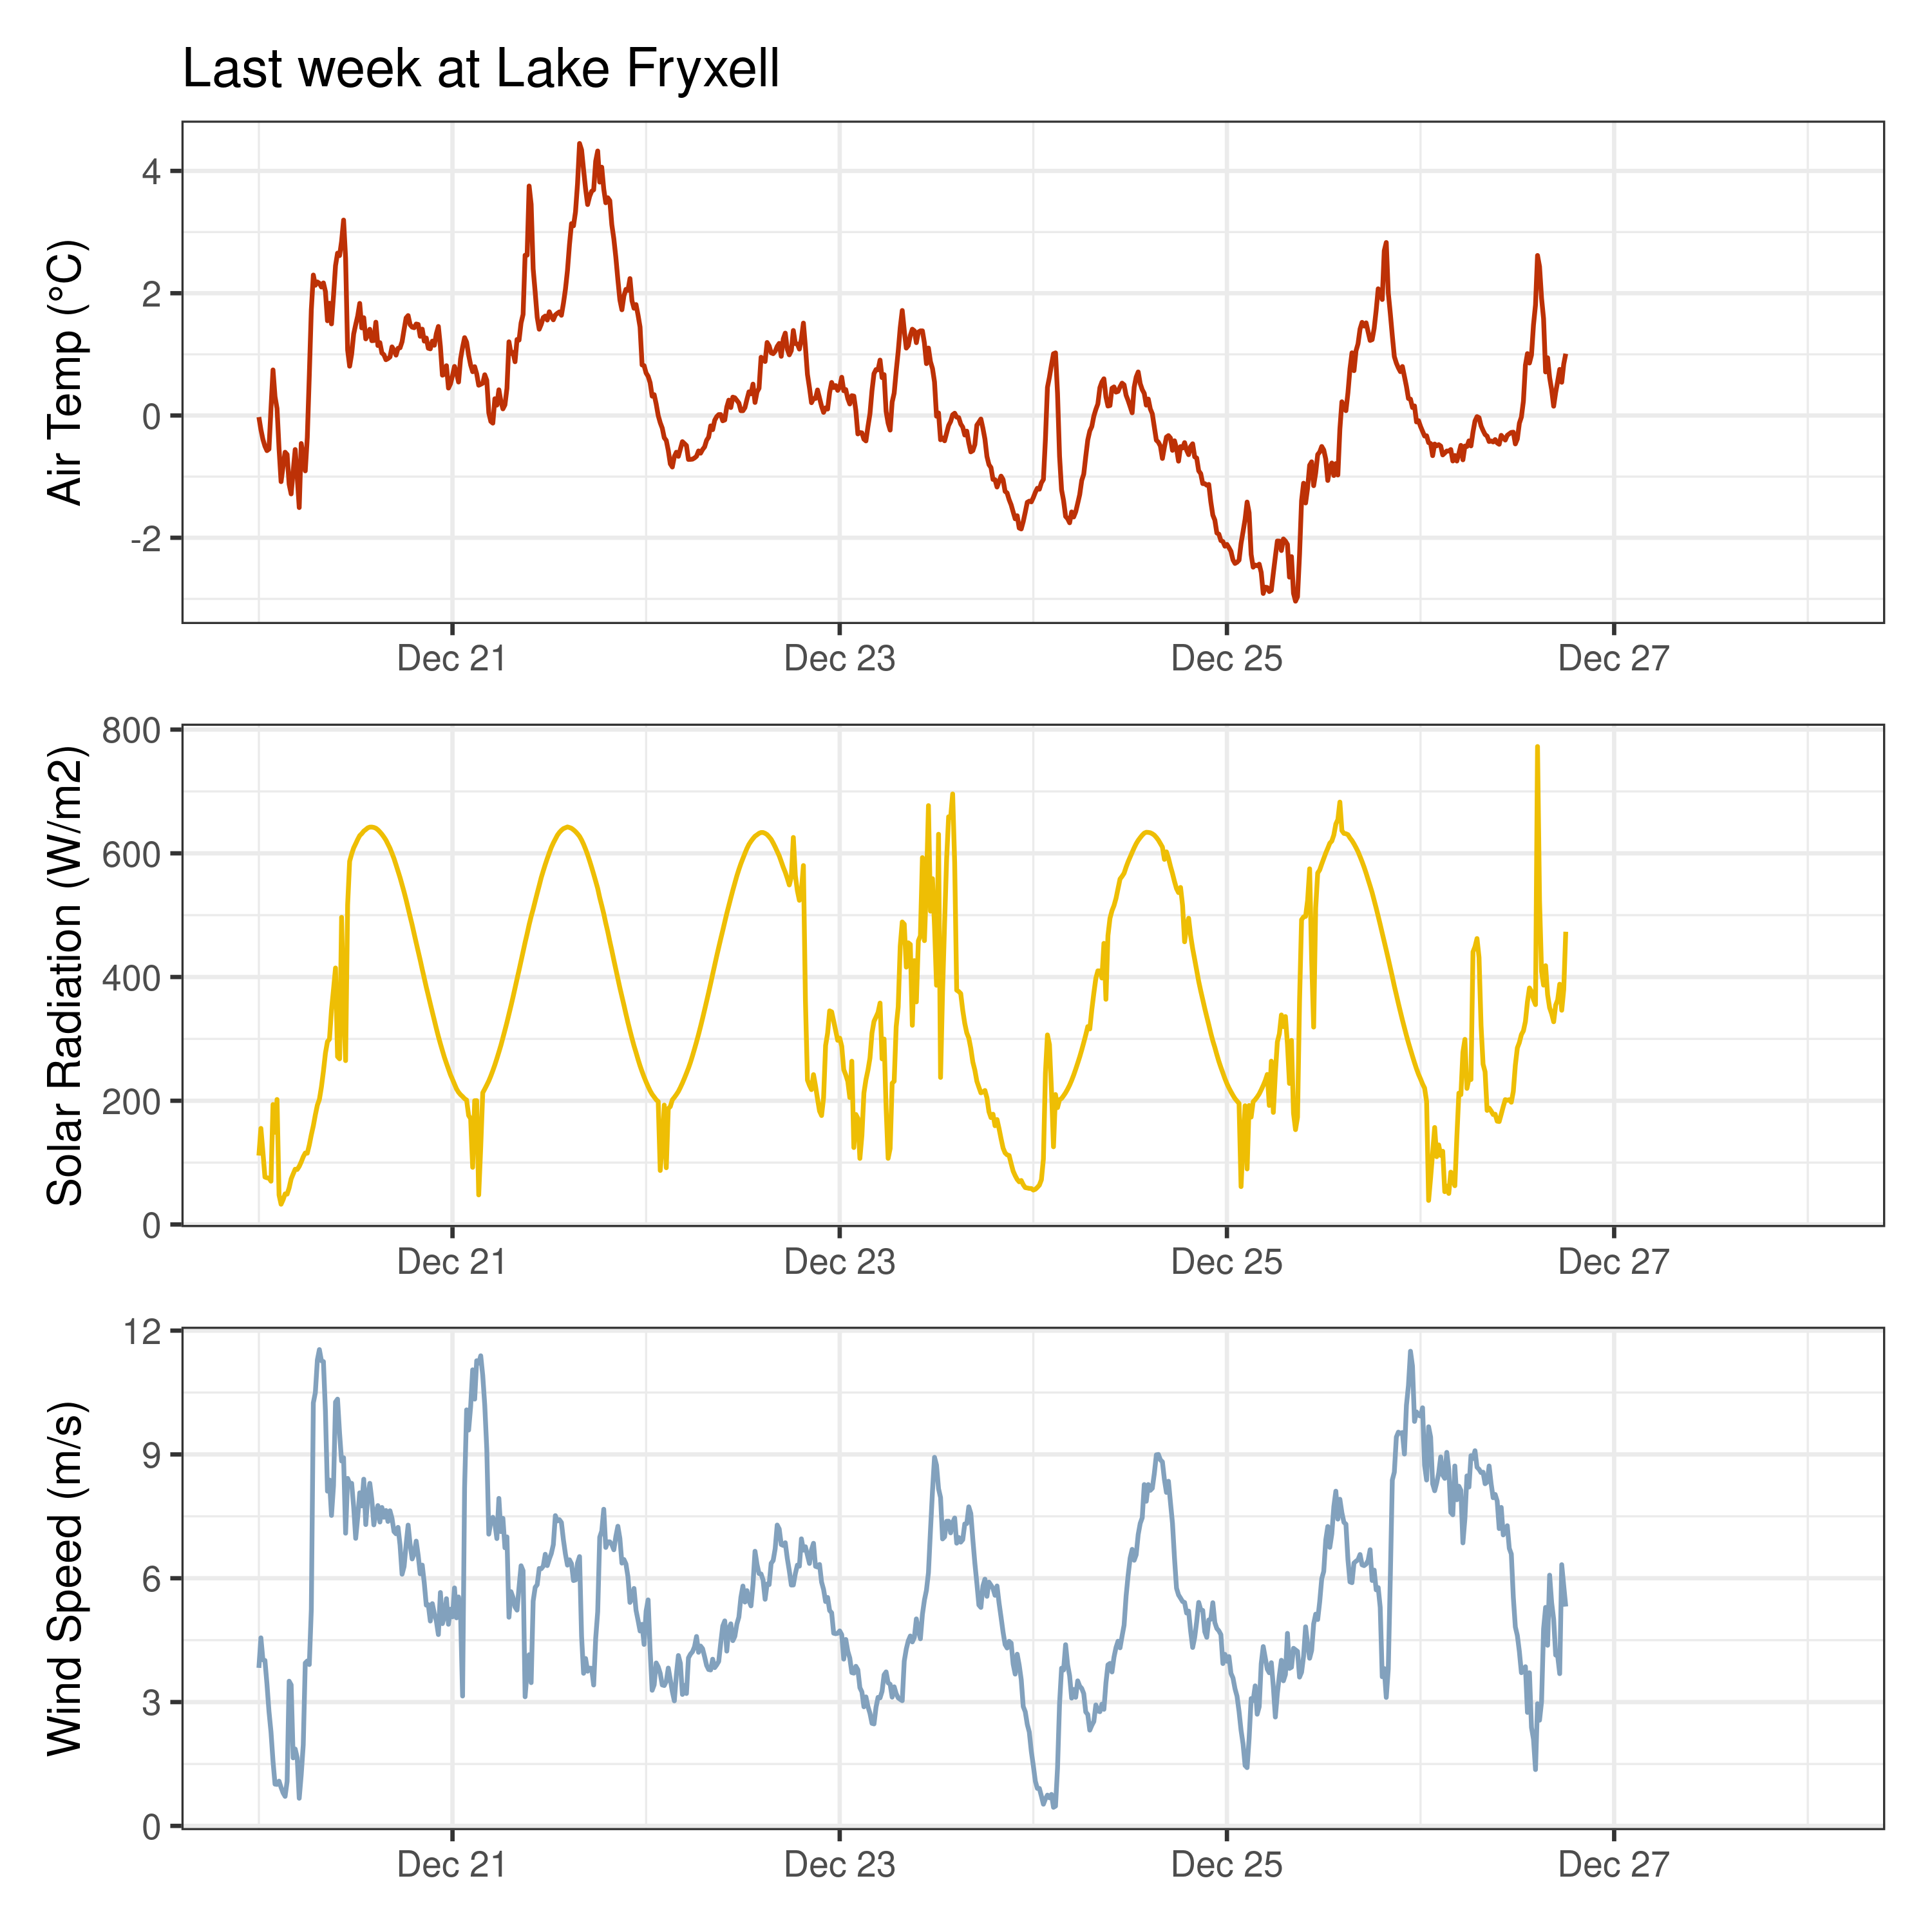 Last week at Lake Fryxell
Air Temp (°C)
4
2
0
-2
Dec 21 Dec 23 Dec 25 Dec 27
Solar Radiation (W/m2)
800
600
400
200
0
Dec 21 Dec 23 Dec 25 Dec 27
Wind Speed (m/s)
12
9
6
3
0
Dec 21 Dec 23 Dec 25 Dec 27